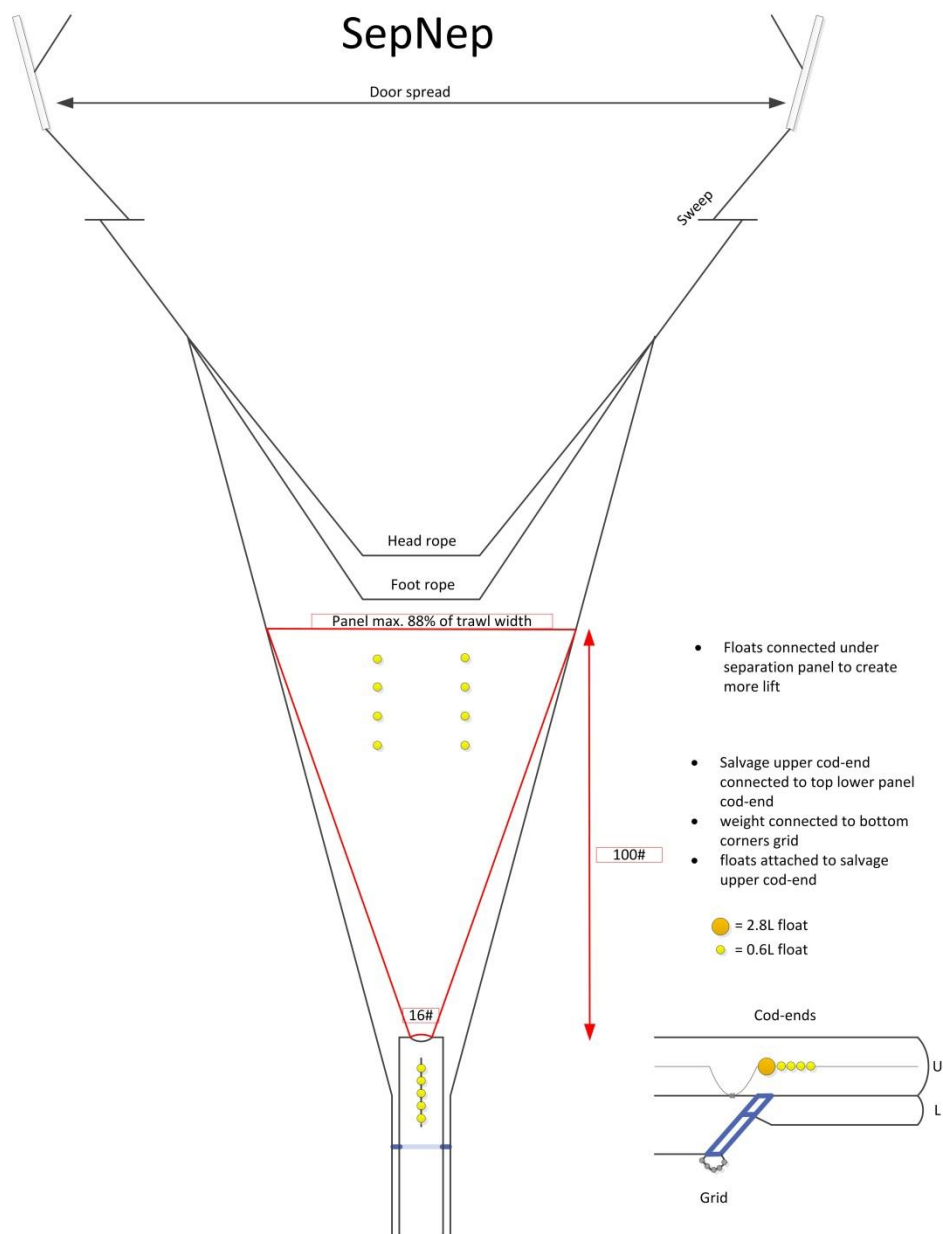 SepNep
Door spread
Sweep
Head rope
Foot rope
Panel max. 88% of trawl width
• Floats connected under
separation panel to create
more lift
• Salvage upper cod-end
connected to top lower panel
cod-end
• weight connected to bottom
corners grid
• floats attached to salvage
upper cod-end
100#
= 2.8L float
= 0.6L float
16#
Cod-ends
U
L
Grid